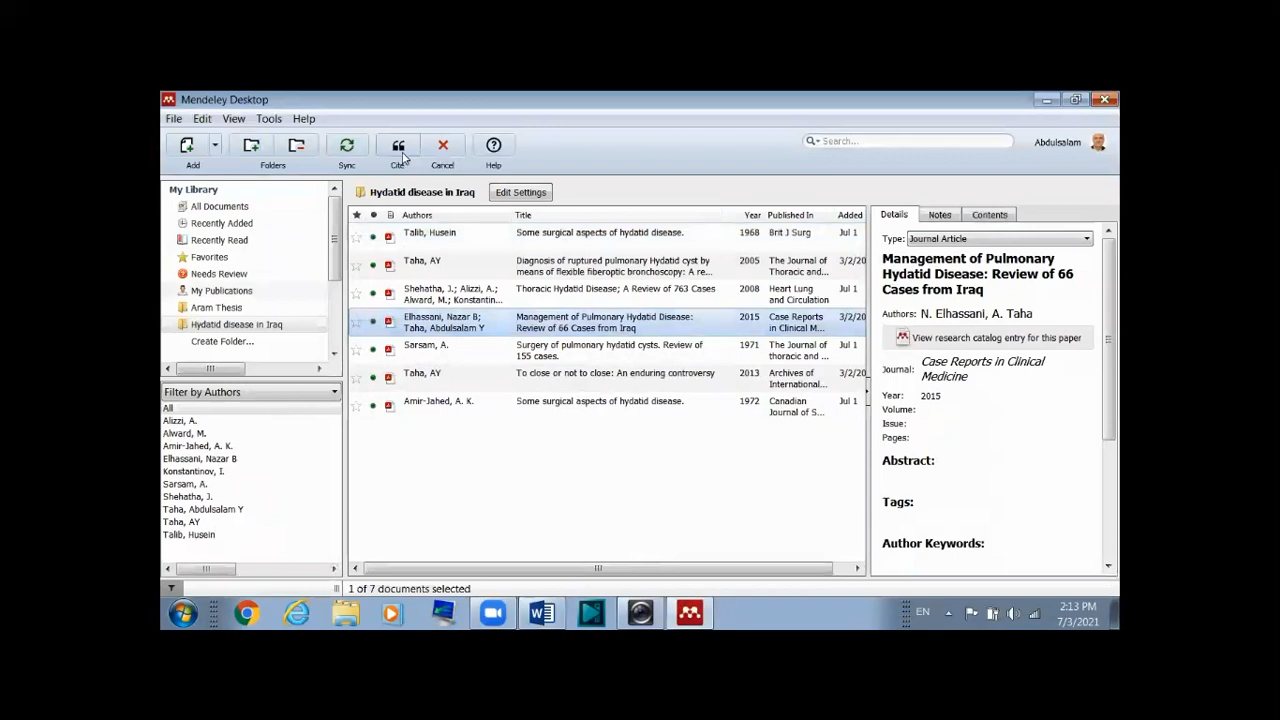 Mendeley Desktop
File Edit View Tools Help
Add Folders Sync Cite Cancel Help
Search...
Abdulsalam
My Library
All Documents
Recently Added
Recently Read
Favorites
Needs Review
My Publications
Aram Thesis
Hydatid disease in Iraq
Create Folder...
Filter by Authors
All
Alizzi, A.
Alward, M.
Amir-Jahed, A. K.
Elhassani, Nazar B
Konstantinov, I.
Sarsam, A.
Shehatha, J.
Taha, Abdulsalam Y
Taha, AY
Talib, Husein
Hydatid disease in Iraq Edit Settings
Authors Title Year Published In Added
Talib, Husein Some surgical aspects of hydatid disease. 1968 Brit J Surg Jul 1
Taha, AY Diagnosis of ruptured pulmonary Hydatid cyst by 2005 The Journal of 3/2/20
means of flexible fiberoptic bronchoscopy: A re... Thoracic and...
Shehatha, J.; Alizzi, A.; Thoracic Hydatid Disease; A Review of 763 Cases 2008 Heart Lung Jul 1
Alward, M.; Konstantin... and Circulation
Elhassani, Nazar B; Management of Pulmonary Hydatid Disease: 2015 Case Reports 3/2/20
Taha, Abdulsalam Y Review of 66 Cases from Iraq in Clinical M...
Sarsam, A. Surgery of pulmonary hydatid cysts. Review of 1971 The Journal of Jul 1
155 cases. thoracic and...
Taha, AY To close or not to close: An enduring controversy 2013 Archives of 3/2/20
International...
Amir-Jahed, A. K. Some surgical aspects of hydatid disease. 1972 Canadian Jul 1
Journal of S...
1 of 7 documents selected
Details Notes Contents
Type: Journal Article
Management of Pulmonary
Hydatid Disease: Review of 66
Cases from Iraq
Authors: N. Elhassani, A. Taha
View research catalog entry for this paper
Journal: Case Reports in Clinical
Medicine
Year: 2015
Volume:
Issue:
Pages:
Abstract:
Tags:
Author Keywords:
EN
2:13 PM
7/3/2021